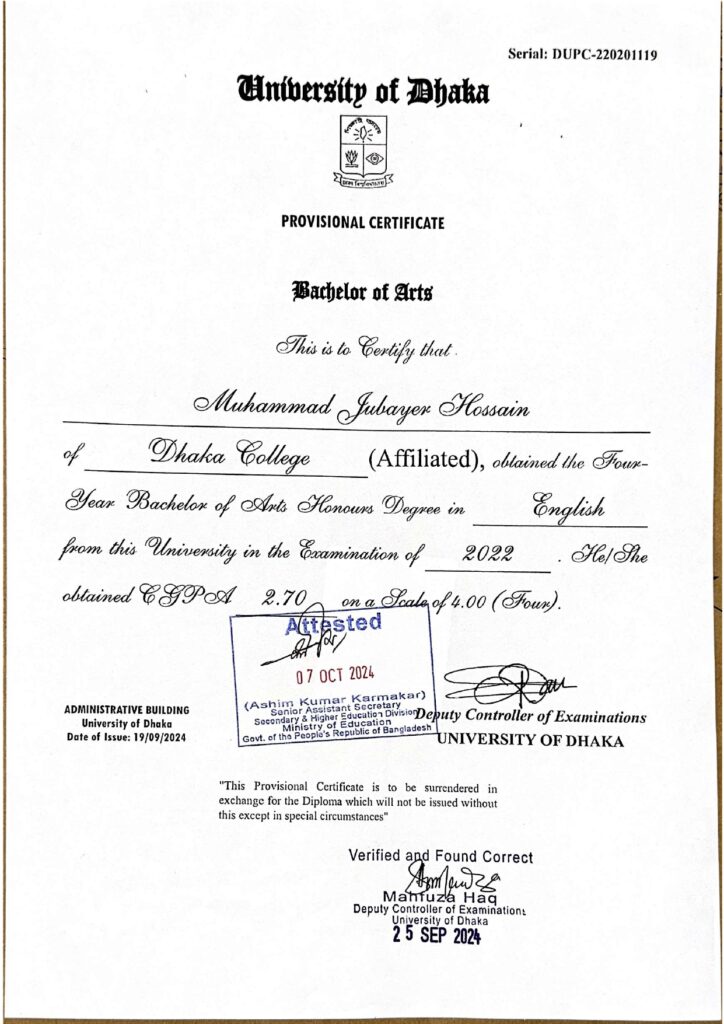 Serial: DUPC-220201119
University of Dhaka
PROVISIONAL CERTIFICATE
Bachelor of Arts
This is to Certify that.
Muhammad Jubayer Hossain
of Dhaka College (Affiliated), obtained the Four-
Year Bachelor of Arts Honours Degree in English
from this University in the Examination of 2022 . He/She
obtained CGPA 2.70 on a Scale of 4.00 (Four).
Attested
07 OCT 2024
(Ashim Kumar Karmakar)
Senior Assistant Secretary
Secondary & Higher Education Division
Ministry of Education
Govt. of the People's Republic of Bangladesh
Deputy Controller of Examinations
UNIVERSITY OF DHAKA
ADMINISTRATIVE BUILDING
University of Dhaka
Date of Issue: 19/09/2024
"This Provisional Certificate is to be surrendered in
exchange for the Diploma which will not be issued without
this except in special circumstances"
Verified and Found Correct
Mahfuza Haq
Deputy Controller of Examinations
University of Dhaka
25 SEP 2024